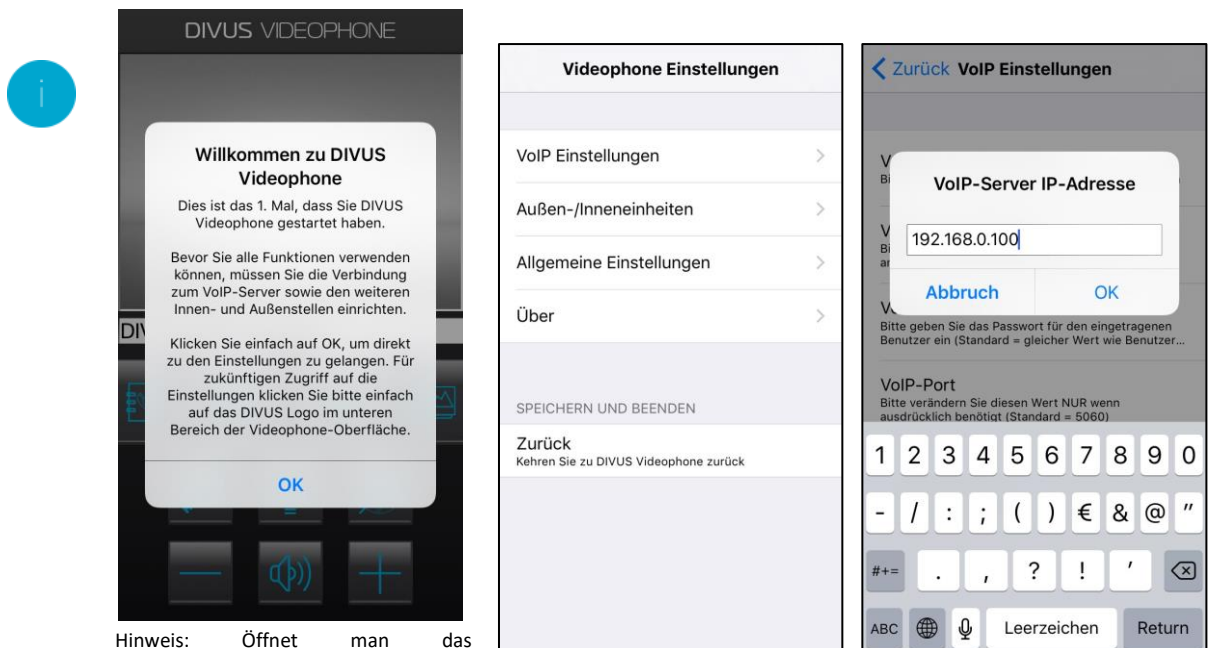 i
DIVUS VIDEOPHONE
Willkommen zu DIVUS
Videophone
Dies ist das 1. Mal, dass Sie DIVUS
Videophone gestartet haben.
Bevor Sie alle Funktionen verwenden
können, müssen Sie die Verbindung
zum VoIP-Server sowie den weiteren
Innen- und Außenstellen einrichten.
Klicken Sie einfach auf OK, um direkt
zu den Einstellungen zu gelangen. Für
zukünftigen Zugriff auf die
Einstellungen klicken Sie bitte einfach
auf das DIVUS Logo im unteren
Bereich der Videophone-Oberfläche.
OK
Hinweis: Öffnet man das
Videophone Einstellungen
VoIP Einstellungen
Außen-/Inneneinheiten
Allgemeine Einstellungen
Über
SPEICHERN UND BEENDEN
Zurück
Kehren Sie zu DIVUS Videophone zurück
Zurück VoIP Einstellungen
VoIP-Server IP-Adresse
192.168.0.100
Abbruch OK
Bitte geben Sie das Passwort für den eingetragenen
Benutzer ein (Standard = gleicher Wert wie Benutzer...
VoIP-Port
Bitte verändern Sie diesen Wert NUR wenn
ausdrücklich benötigt (Standard = 5060)
1 2 3 4 5 6 7 8 9 0
- / : ; ( ) € & @ "
#+= . , ? ! '
ABC Leerzeichen Return